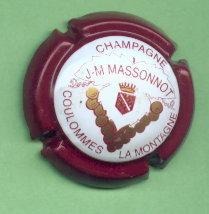 CHAMPAGNE
J-M MASSONNOT
COULOMMES
LA MONTAGNE